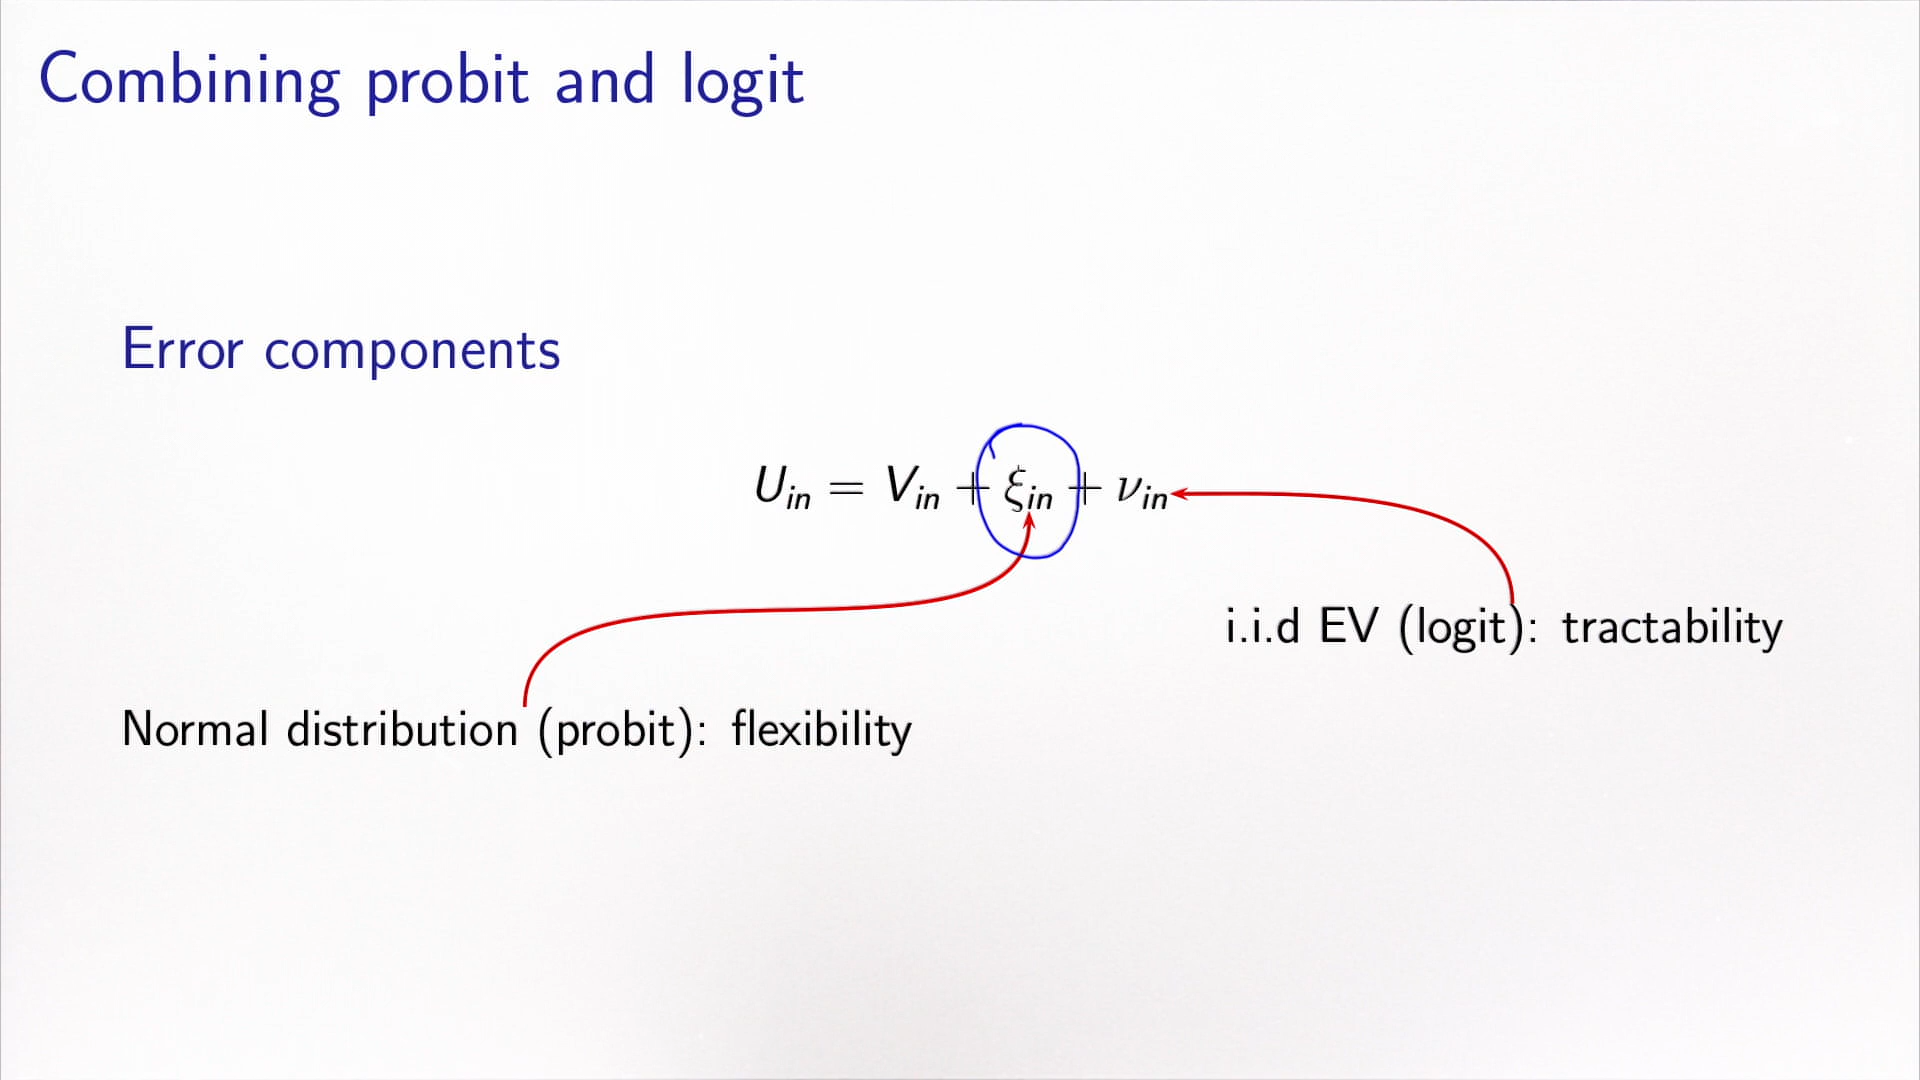 Combining probit and logit
Error components
U_in = V_in + ξ_in + ν_in
i.i.d EV (logit): tractability
Normal distribution (probit): flexibility